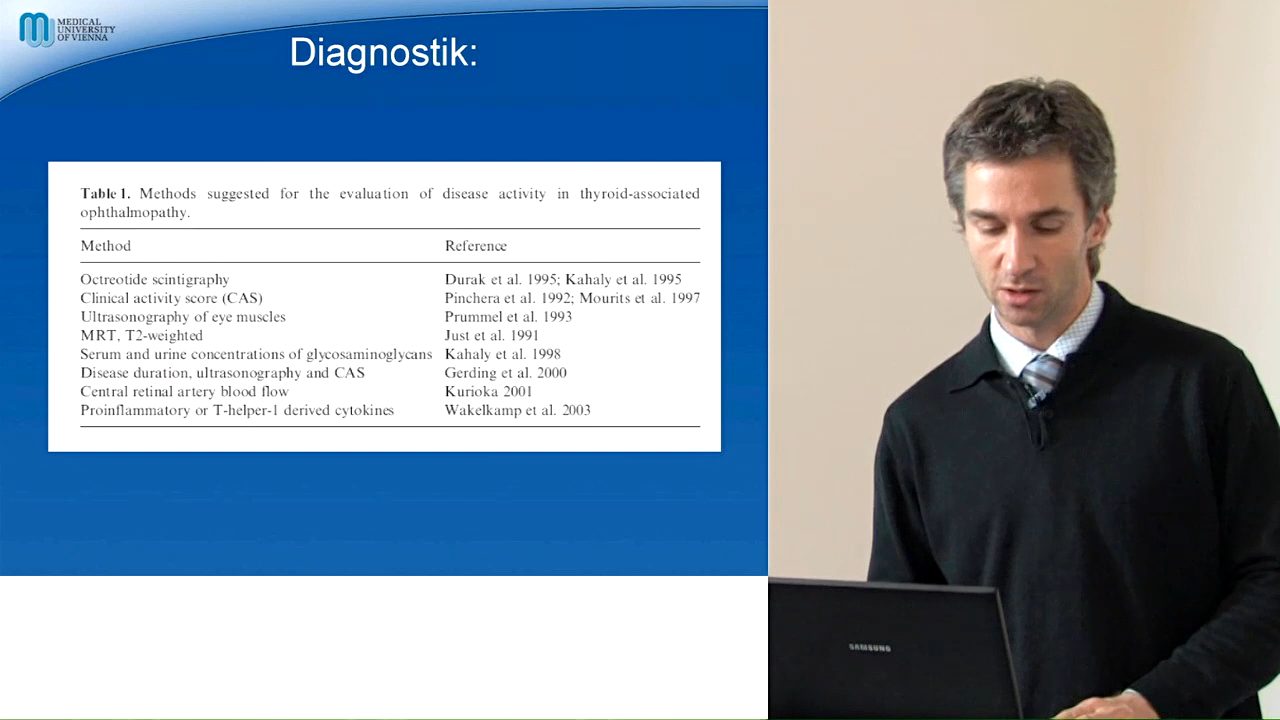 MEDICAL
UNIVERSITY
OF VIENNA
Diagnostik:
Table 1. Methods suggested for the evaluation of disease activity in thyroid-associated
ophthalmopathy.
Method Reference
Octreotide scintigraphy Durak et al. 1995; Kahaly et al. 1995
Clinical activity score (CAS) Pinchera et al. 1992; Mourits et al. 1997
Ultrasonography of eye muscles Prummel et al. 1993
MRT, T2-weighted Just et al. 1991
Serum and urine concentrations of glycosaminoglycans Kahaly et al. 1998
Disease duration, ultrasonography and CAS Gerding et al. 2000
Central retinal artery blood flow Kurioka 2001
Proinflammatory or T-helper-1 derived cytokines Wakelkamp et al. 2003
SAMSUNG